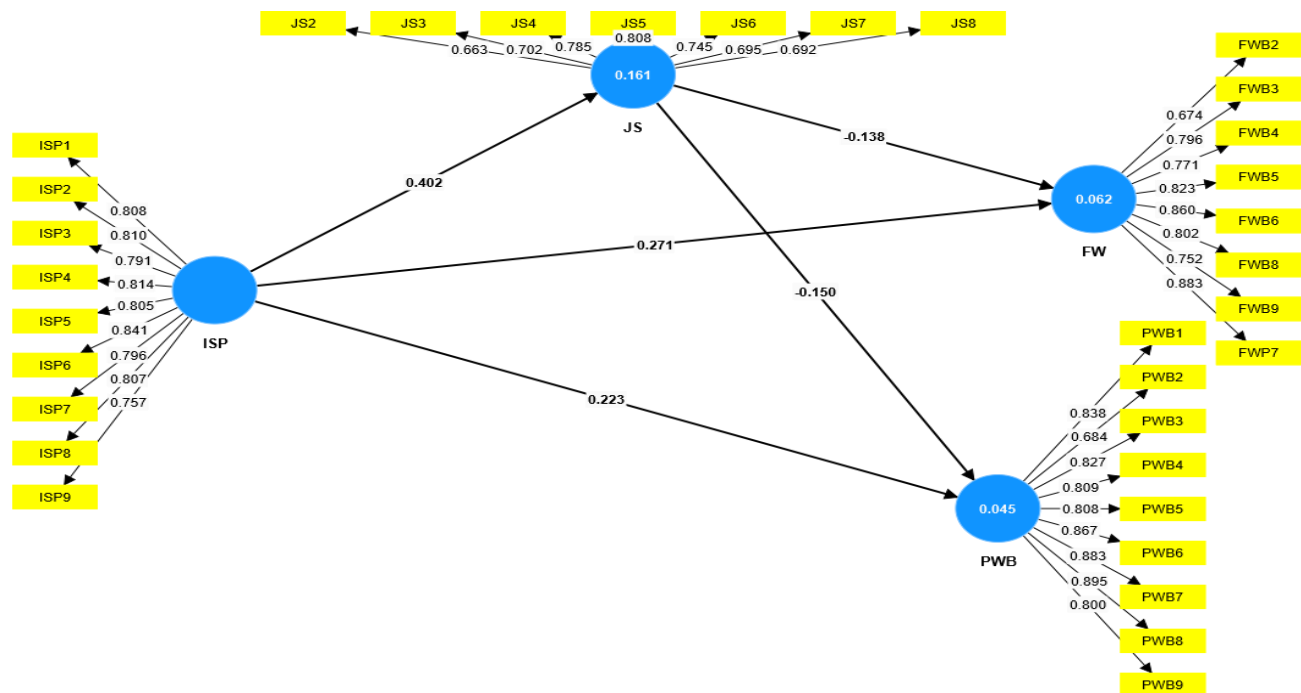 JS2 JS3 JS4 JS5 JS6 JS7 JS8
0.663 0.702 0.785 0.808 0.745 0.695 0.692
0.161
JS
ISP1
ISP2
ISP3
ISP4
ISP5
ISP6
ISP7
ISP8
ISP9
0.808
0.810
0.791
0.814
0.805
0.841
0.796
0.807
0.757
ISP
0.402
-0.138
0.271
-0.150
0.223
0.062
FW
0.674
0.796
0.771
0.823
0.860
0.802
0.752
0.883
FWB2
FWB3
FWB4
FWB5
FWB6
FWB8
FWB9
FWP7
0.045
PWB
0.838
0.684
0.827
0.809
0.808
0.867
0.883
0.895
0.800
PWB1
PWB2
PWB3
PWB4
PWB5
PWB6
PWB7
PWB8
PWB9